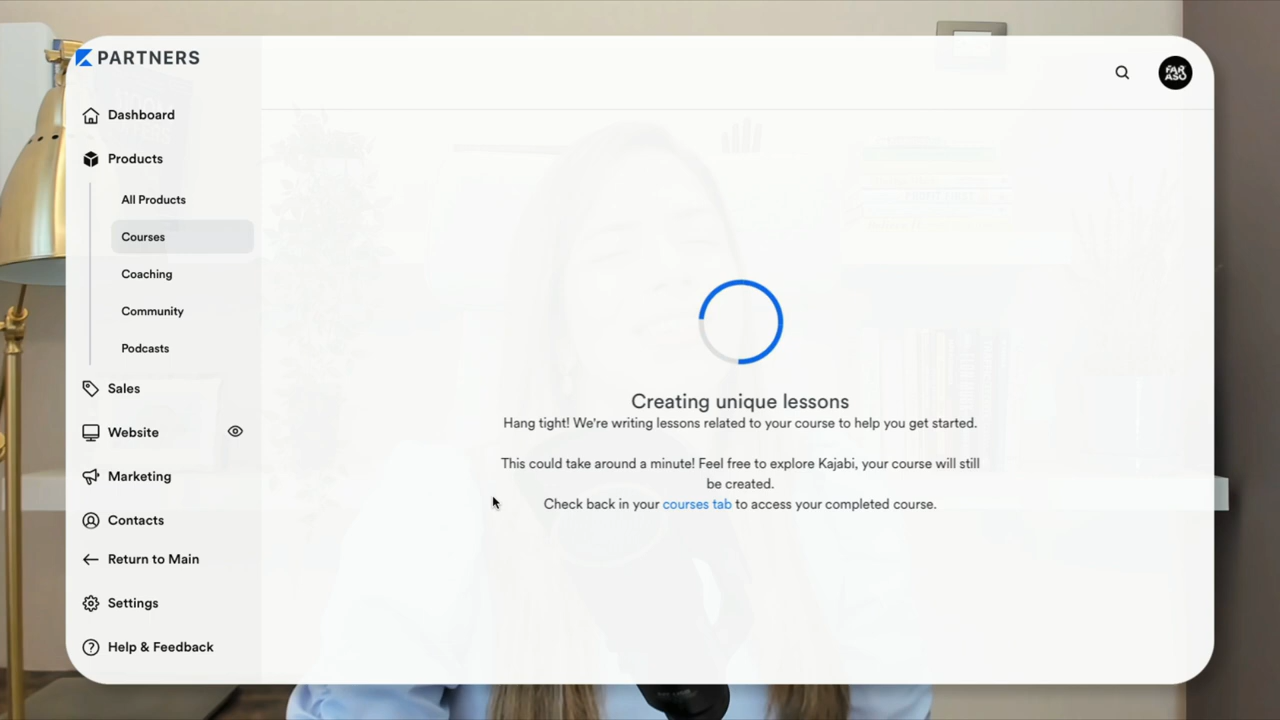 PARTNERS
FAR
ASO
Dashboard
Products
All Products
Courses
Coaching
Community
Podcasts
Sales
Website
Marketing
Contacts
Return to Main
Settings
Help & Feedback
Creating unique lessons
Hang tight! We're writing lessons related to your course to help you get started.
This could take around a minute! Feel free to explore Kajabi, your course will still
be created.
Check back in your courses tab to access your completed course.